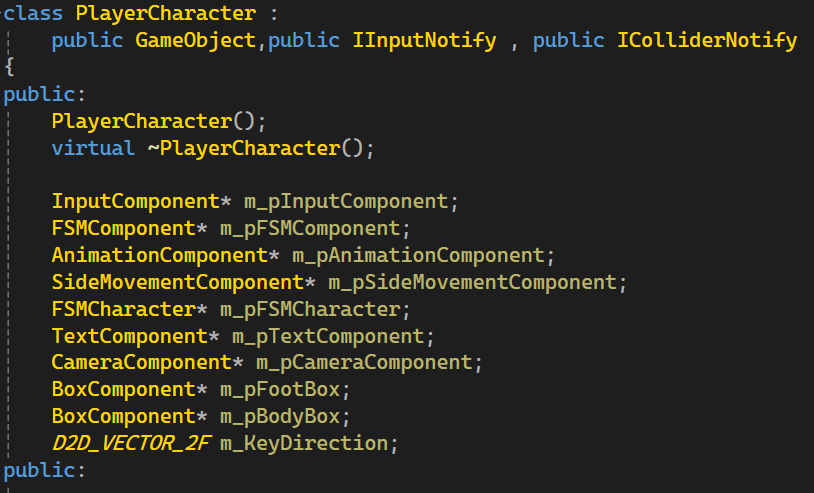 class PlayerCharacter :
public GameObject,public IInputNotify , public IColliderNotify
{
public:
PlayerCharacter();
virtual ~PlayerCharacter();
InputComponent* m_pInputComponent;
FSMComponent* m_pFSMComponent;
AnimationComponent* m_pAnimationComponent;
SideMovementComponent* m_pSideMovementComponent;
FSMCharacter* m_pFSMCharacter;
TextComponent* m_pTextComponent;
CameraComponent* m_pCameraComponent;
BoxComponent* m_pFootBox;
BoxComponent* m_pBodyBox;
D2D_VECTOR_2F m_KeyDirection;
public: